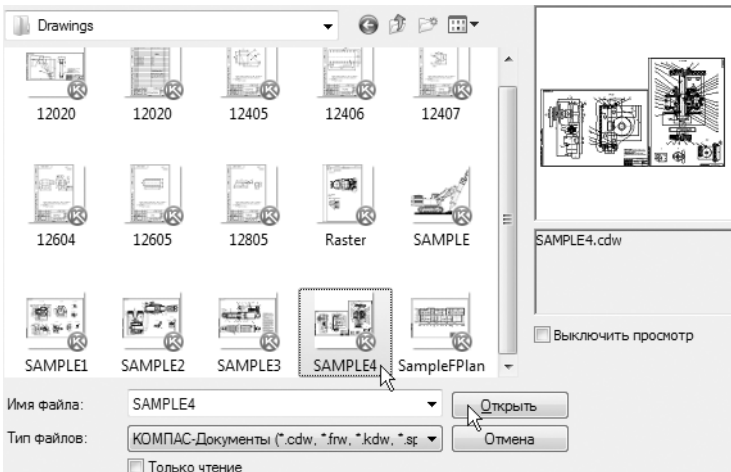 Drawings
12020 12020 12405 12406 12407
12604 12605 12805 Raster SAMPLE
SAMPLE4.cdw
Выключить просмотр
SAMPLE1 SAMPLE2 SAMPLE3 SAMPLE4 SampleFPlan
Имя файла: SAMPLE4 Открыть
Тип файлов: КОМПАС-Документы (*.cdw, *.frw, *.kdw, *.sp Отмена
Только чтение